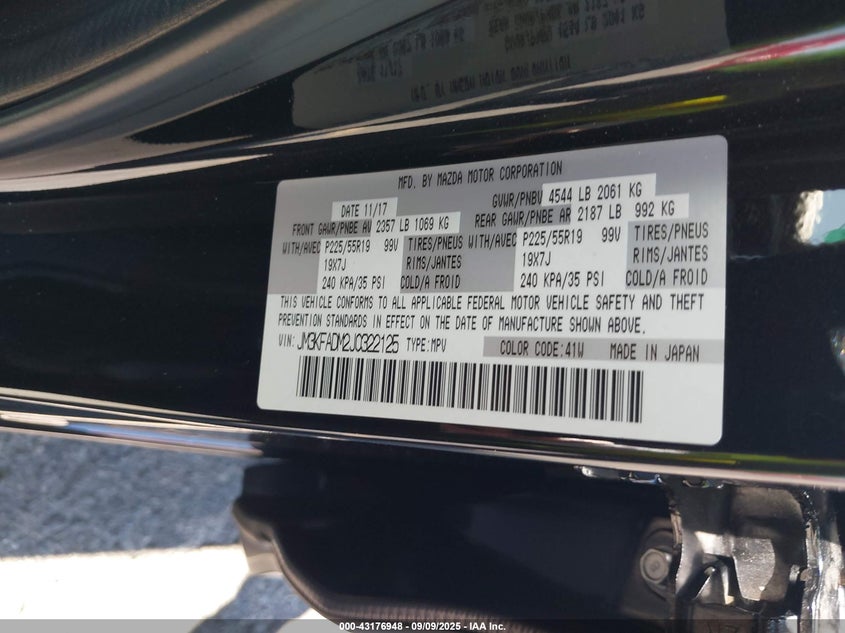 MFD. BY MAZDA MOTOR CORPORATION
DATE 11/17 GVWR/PNBV 4544 LB 2061 KG
FRONT GAWR/PNBE AV 2357 LB 1069 KG REAR GAWR/PNBE AR 2187 LB 992 KG
WITH/AVEC P225/55R19 99V TIRES/PNEUS WITH/AVEC P225/55R19 99V TIRES/PNEUS
19X7J RIMS/JANTES 19X7J RIMS/JANTES
240 KPA/35 PSI COLD/A FROID 240 KPA/35 PSI COLD/A FROID
THIS VEHICLE CONFORMS TO ALL APPLICABLE FEDERAL MOTOR VEHICLE SAFETY AND THEFT
PREVENTION STANDARDS IN EFFECT ON THE DATE OF MANUFACTURE SHOWN ABOVE.
VIN: JM3KFADM2J0322125 TYPE:MPV COLOR CODE:41W MADE IN JAPAN
000-43176948 - 09/09/2025 - IAA Inc.